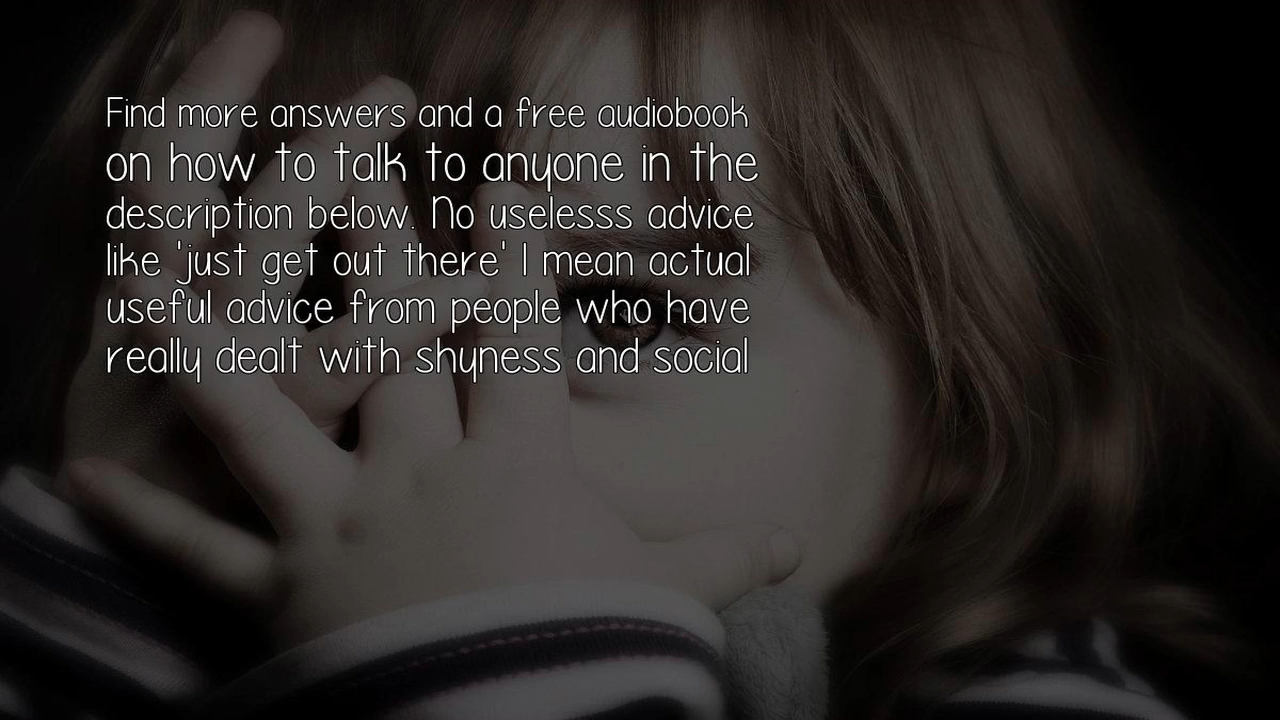 Find more answers and a free audiobook
on how to talk to anyone in the
description below. No uselesss advice
like 'just get out there' I mean actual
useful advice from people who have
really dealt with shyness and social